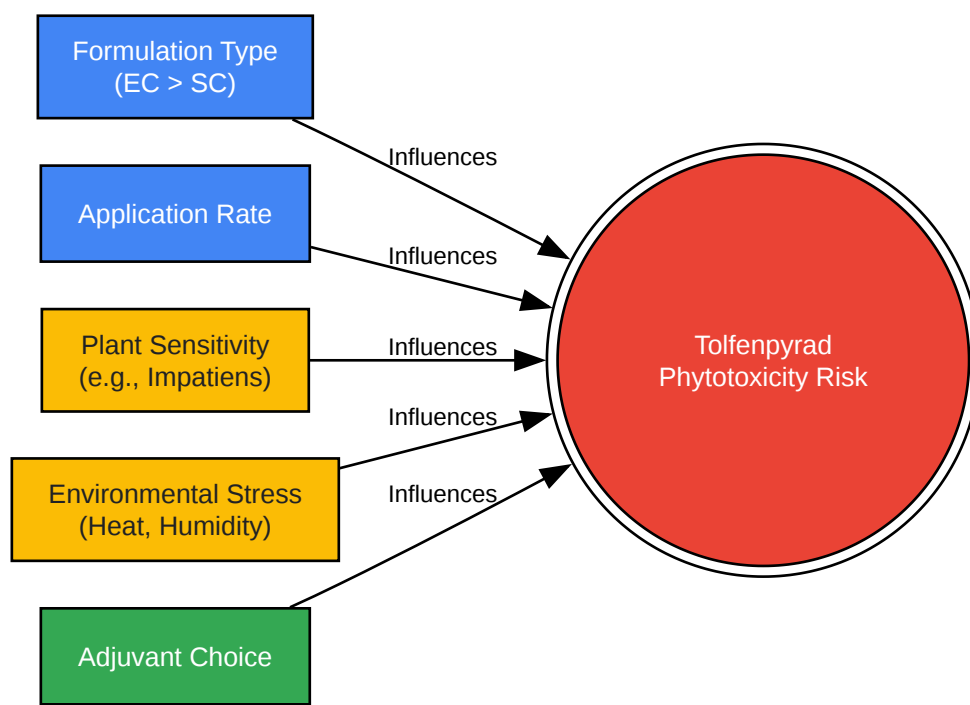 Formulation Type
(EC > SC)
Influences
Application Rate
Influences
Plant Sensitivity
(e.g., Impatiens)
Influences
Tolfenpyrad
Phytotoxicity Risk
Influences
Environmental Stress
(Heat, Humidity)
Influences
Adjuvant Choice